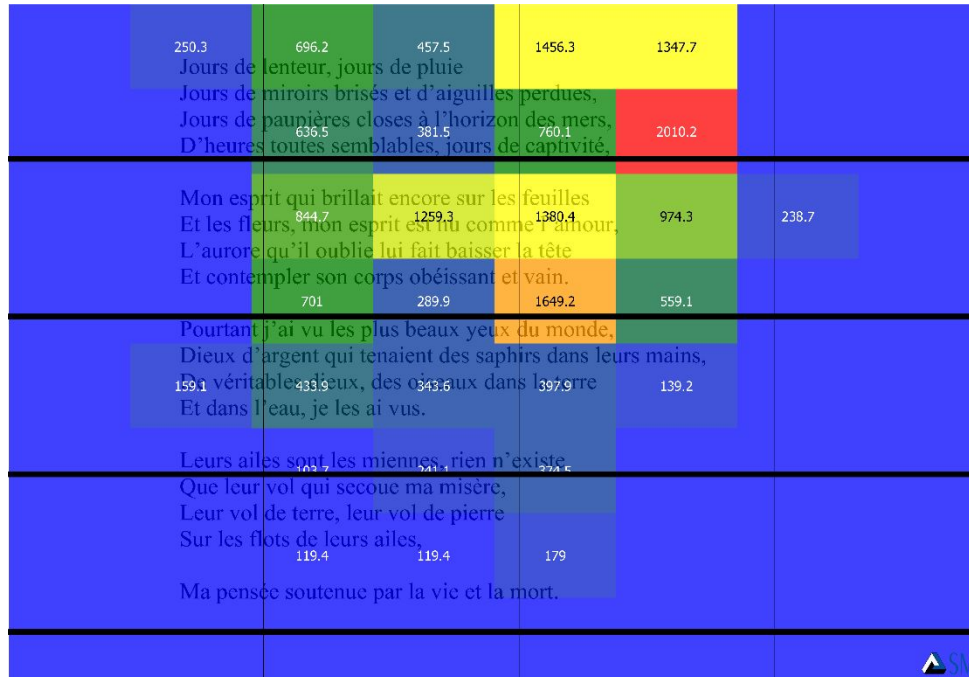 250.3 696.2 457.5 1456.3 1347.7
Jours de lenteur, jours de pluie
Jours de miroirs brisés et d'aiguilles perdues,
Jours de paupières closes à l'horizon des mers,
636.5 381.5 760.1 2010.2
D'heures toutes semblables, jours de captivité,
Mon esprit qui brillait encore sur les feuilles
844.7 1259.3 1380.4 974.3 238.7
Et les fleurs, mon esprit est nu comme l'amour,
L'aurore qu'il oublie lui fait baisser la tête
Et contempler son corps obéissant et vain.
701 289.9 1649.2 559.1
Pourtant j'ai vu les plus beaux yeux du monde,
Dieux d'argent qui tenaient des saphirs dans leurs mains,
159.1 433.9 343.6 397.9 139.2
De véritables dieux, des oiseaux dans la terre
Et dans l'eau, je les ai vus.
Leurs ailes sont les miennes, rien n'existe
103.7 241.1 374.5
Que leur vol qui secoue ma misère,
Leur vol de terre, leur vol de pierre
Sur les flots de leurs ailes,
119.4 119.4 179
Ma pensée soutenue par la vie et la mort.